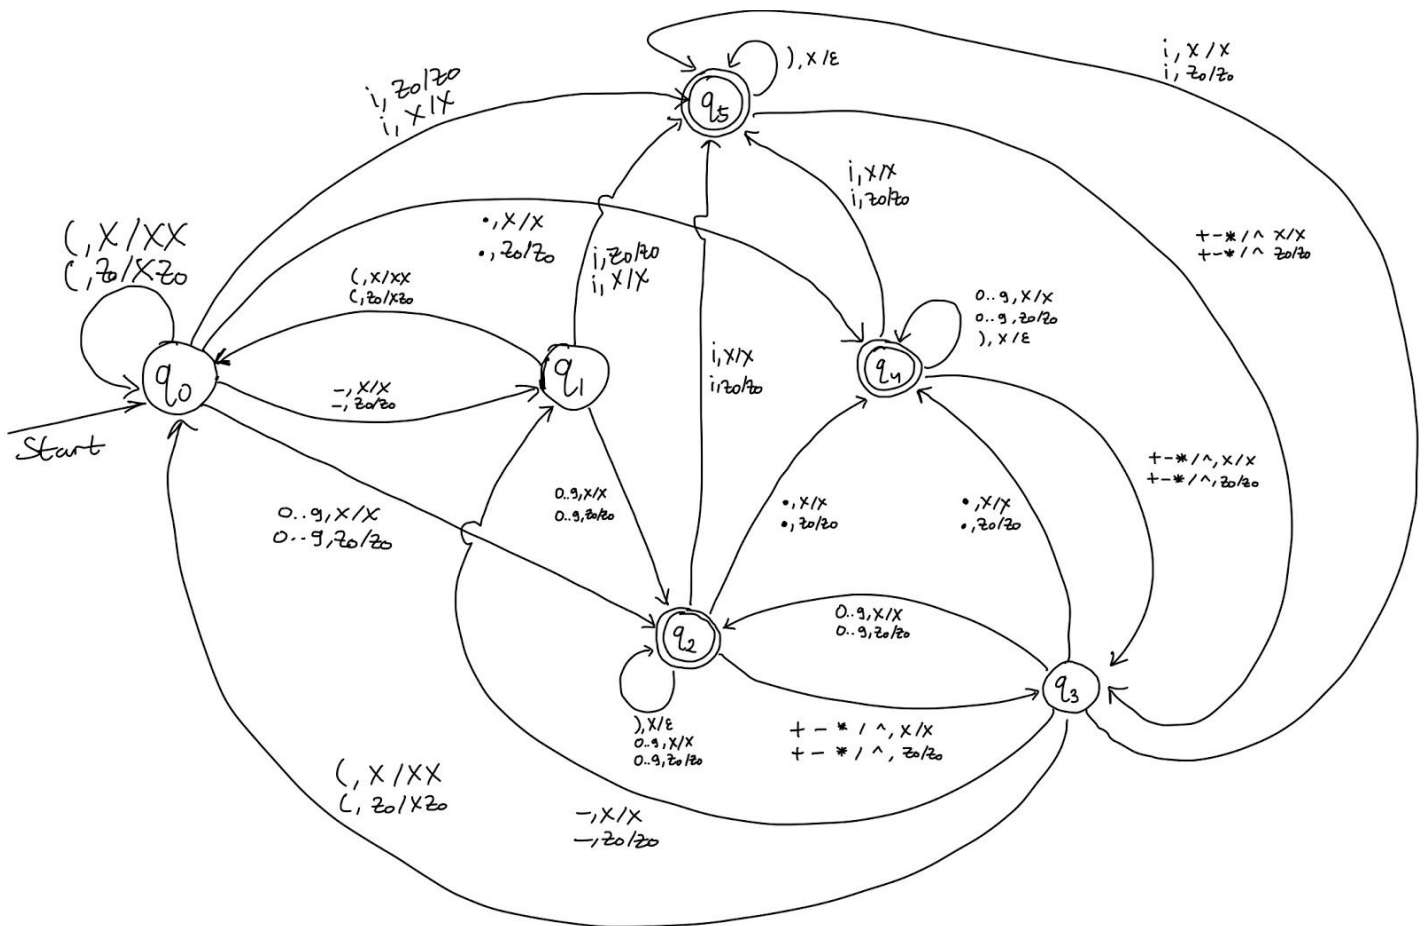 ), X/ε
i, X/X
i, Z₀/Z₀
q₅
i, Z₀/Z₀
i, X/X
i, X/X
i, Z₀/Z₀
•, X/X
•, Z₀/Z₀
+-*/^ X/X
+-*/^ Z₀/Z₀
(, X/XX
(, Z₀/XZ₀
i, Z₀/Z₀
i, X/X
(, X/XX
(, Z₀/XZ₀
0..9, X/X
0..9, Z₀/Z₀
), X/ε
q₀
q₁
q₄
i, X/X
i, Z₀/Z₀
-, X/X
-, Z₀/Z₀
Start
+-*/^, X/X
+-*/^, Z₀/Z₀
0..9, X/X
0..9, Z₀/Z₀
0..9, X/X
0..9, Z₀/Z₀
•, X/X
•, Z₀/Z₀
•, X/X
•, Z₀/Z₀
0..9, X/X
0..9, Z₀/Z₀
q₂
q₃
), X/ε
0..9, X/X
0..9, Z₀/Z₀
+ - * / ^, X/X
+ - * / ^, Z₀/Z₀
(, X/XX
(, Z₀/XZ₀
-, X/X
-, Z₀/Z₀